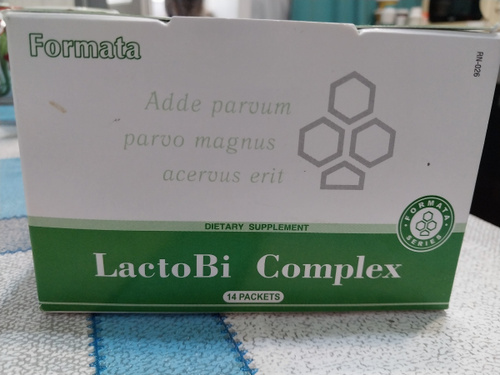 Formata
RN-026
Adde parvum
parvo magnus
acervus erit
FORMATA
SERIES
DIETARY SUPPLEMENT
LactoBi Complex
14 PACKETS